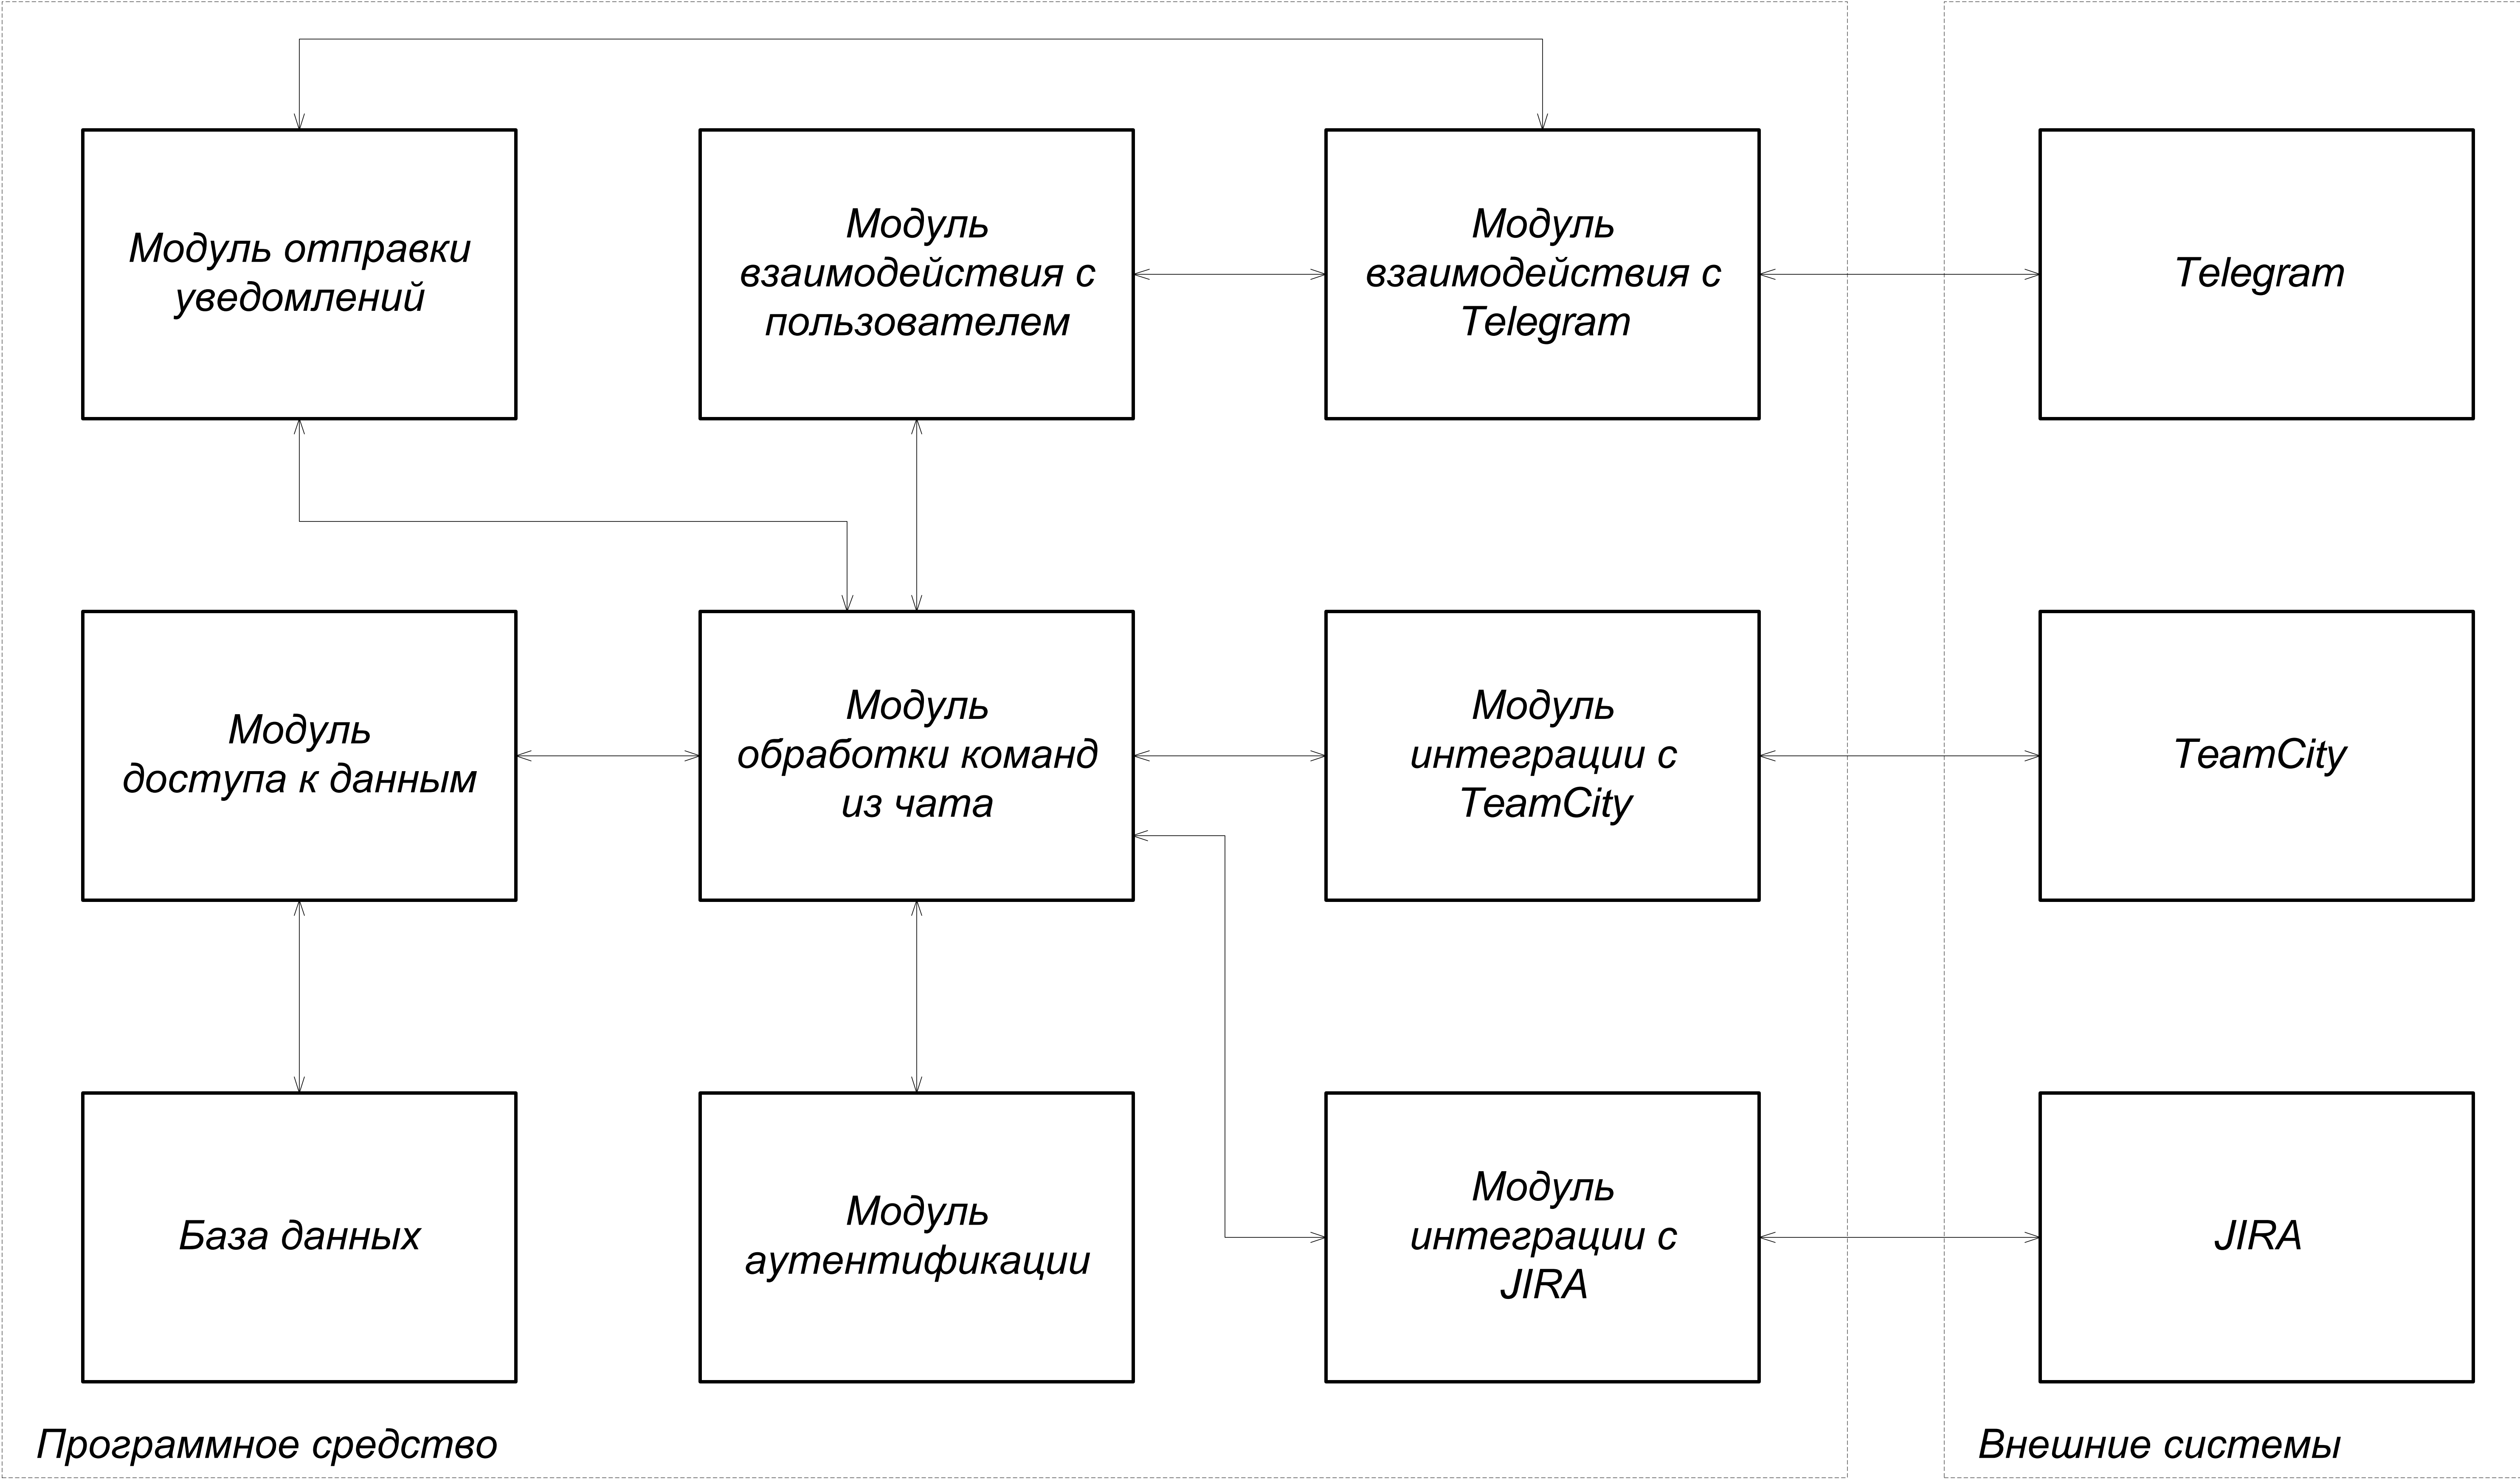 Модуль отправки
уведомлений
Модуль
взаимодействия с
пользователем
Модуль
взаимодействия с
Telegram
Telegram
Модуль
доступа к данным
Модуль
обработки команд
из чата
Модуль
интеграции с
TeamCity
TeamCity
База данных
Модуль
аутентификации
Модуль
интеграции с
JIRA
JIRA
Программное средство
Внешние системы